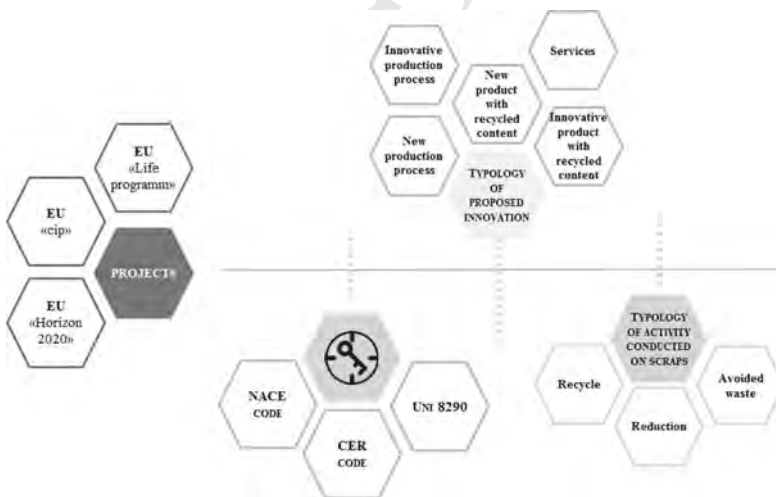 EU
«Life
programm»
EU
«cip»
PROJECT®
EU
«Horizon
2020»
Innovative
production
process
Services
New
product
with
recycled
content
New
production
process
Innovative
product with
recycled
content
TYPOLOGY
OF
PROPOSED
INNOVATION
NACE
CODE
CER
CODE
UNI 8290
TYPOLOGY
OF ACTIVITY
CONDUCTED
ON SCRAPS
Recycle
Reduction
Avoided
waste